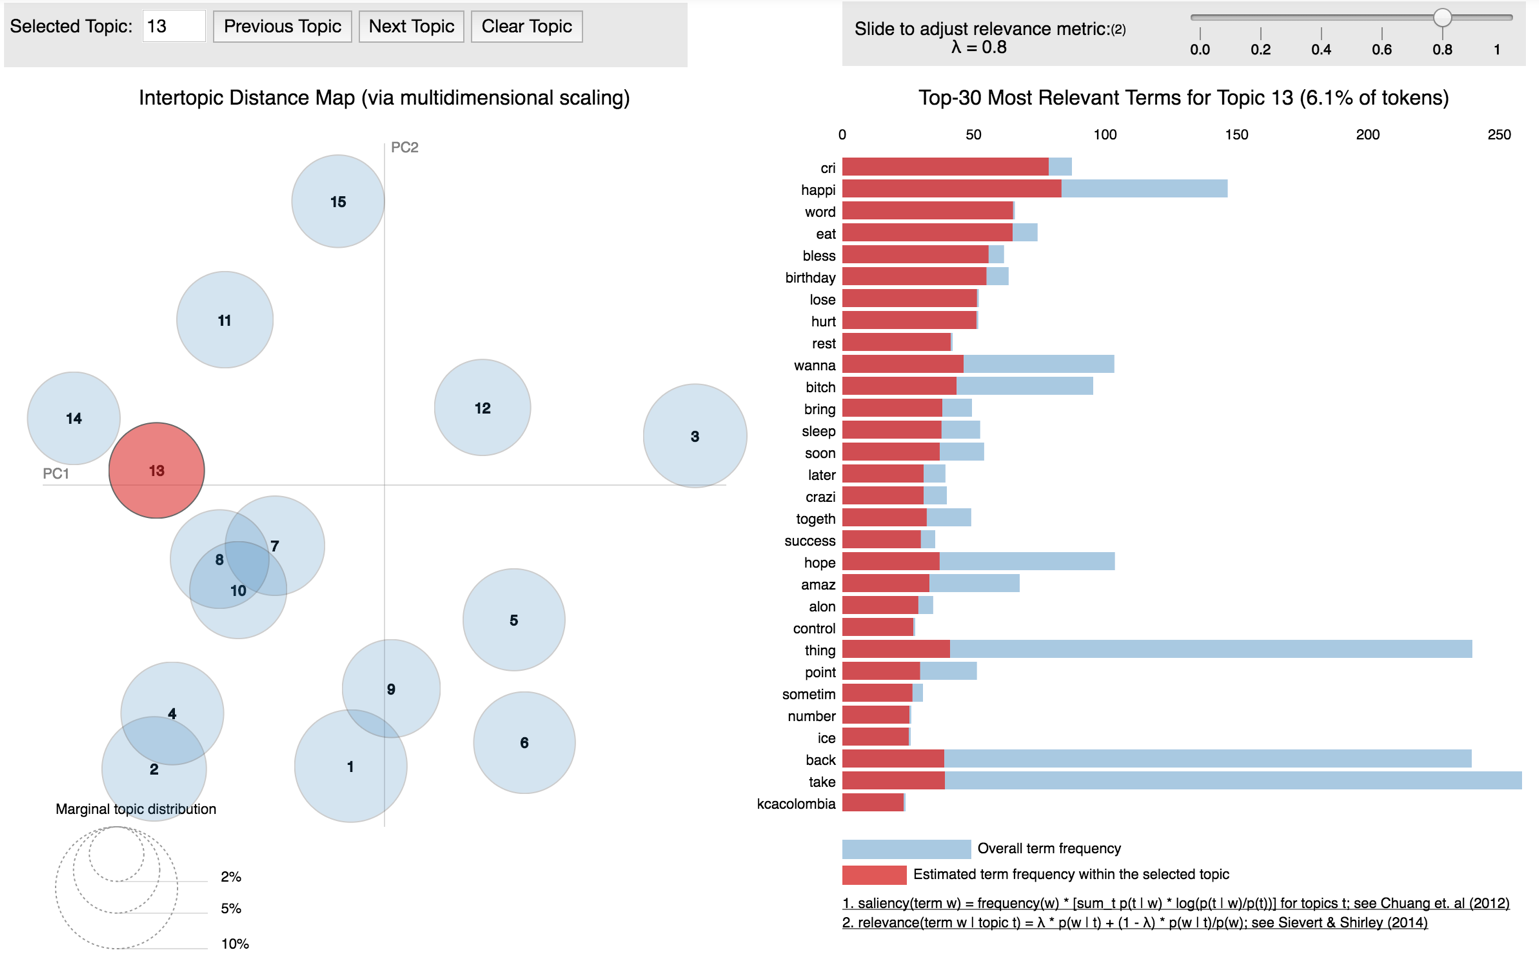 Selected Topic: 13 Previous Topic Next Topic Clear Topic
Slide to adjust relevance metric:(2)
λ = 0.8
0.0 0.2 0.4 0.6 0.8 1
Intertopic Distance Map (via multidimensional scaling)
PC2
PC1
15
11
14
12
3
13
7
8
10
5
9
4
6
1
2
Marginal topic distribution
2%
5%
10%
Top-30 Most Relevant Terms for Topic 13 (6.1% of tokens)
0 50 100 150 200 250
cri
happi
word
eat
bless
birthday
lose
hurt
rest
wanna
bitch
bring
sleep
soon
later
crazi
togeth
success
hope
amaz
alon
control
thing
point
sometim
number
ice
back
take
kcacolombia
Overall term frequency
Estimated term frequency within the selected topic
1. saliency(term w) = frequency(w) * [sum_t p(t | w) * log(p(t | w)/p(t))] for topics t; see Chuang et. al (2012)
2. relevance(term w | topic t) = λ * p(w | t) + (1 - λ) * p(w | t)/p(w); see Sievert & Shirley (2014)